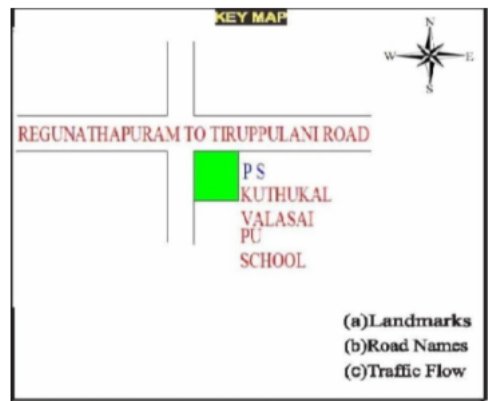 KEY MAP
N
W E
S
REGUNATHAPURAM TO TIRUPPULANI ROAD
P S
KUTHUKAL
VALASAI
PU
SCHOOL
(a)Landmarks
(b)Road Names
(c)Traffic Flow